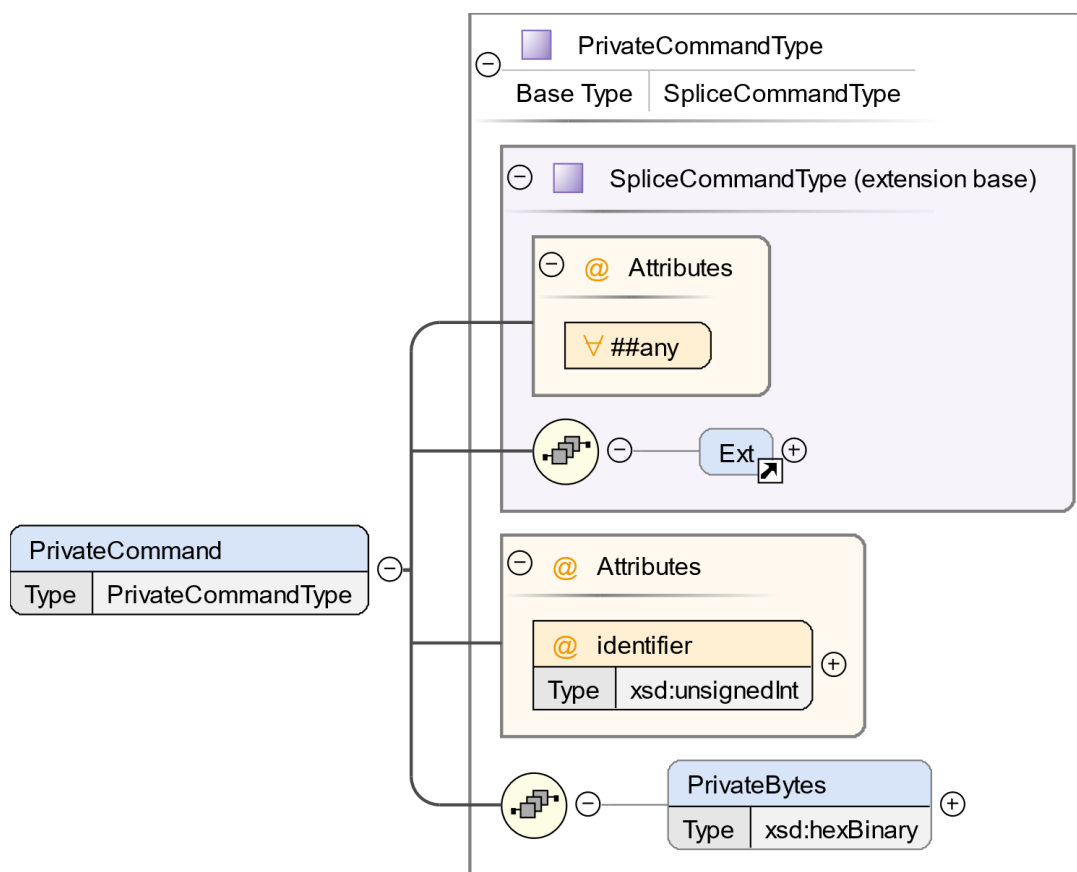 PrivateCommandType
Base Type SpliceCommandType
SpliceCommandType (extension base)
@ Attributes
∀ ##any
Ext
PrivateCommand
Type PrivateCommandType
@ Attributes
@ identifier
Type xsd:unsignedInt
PrivateBytes
Type xsd:hexBinary